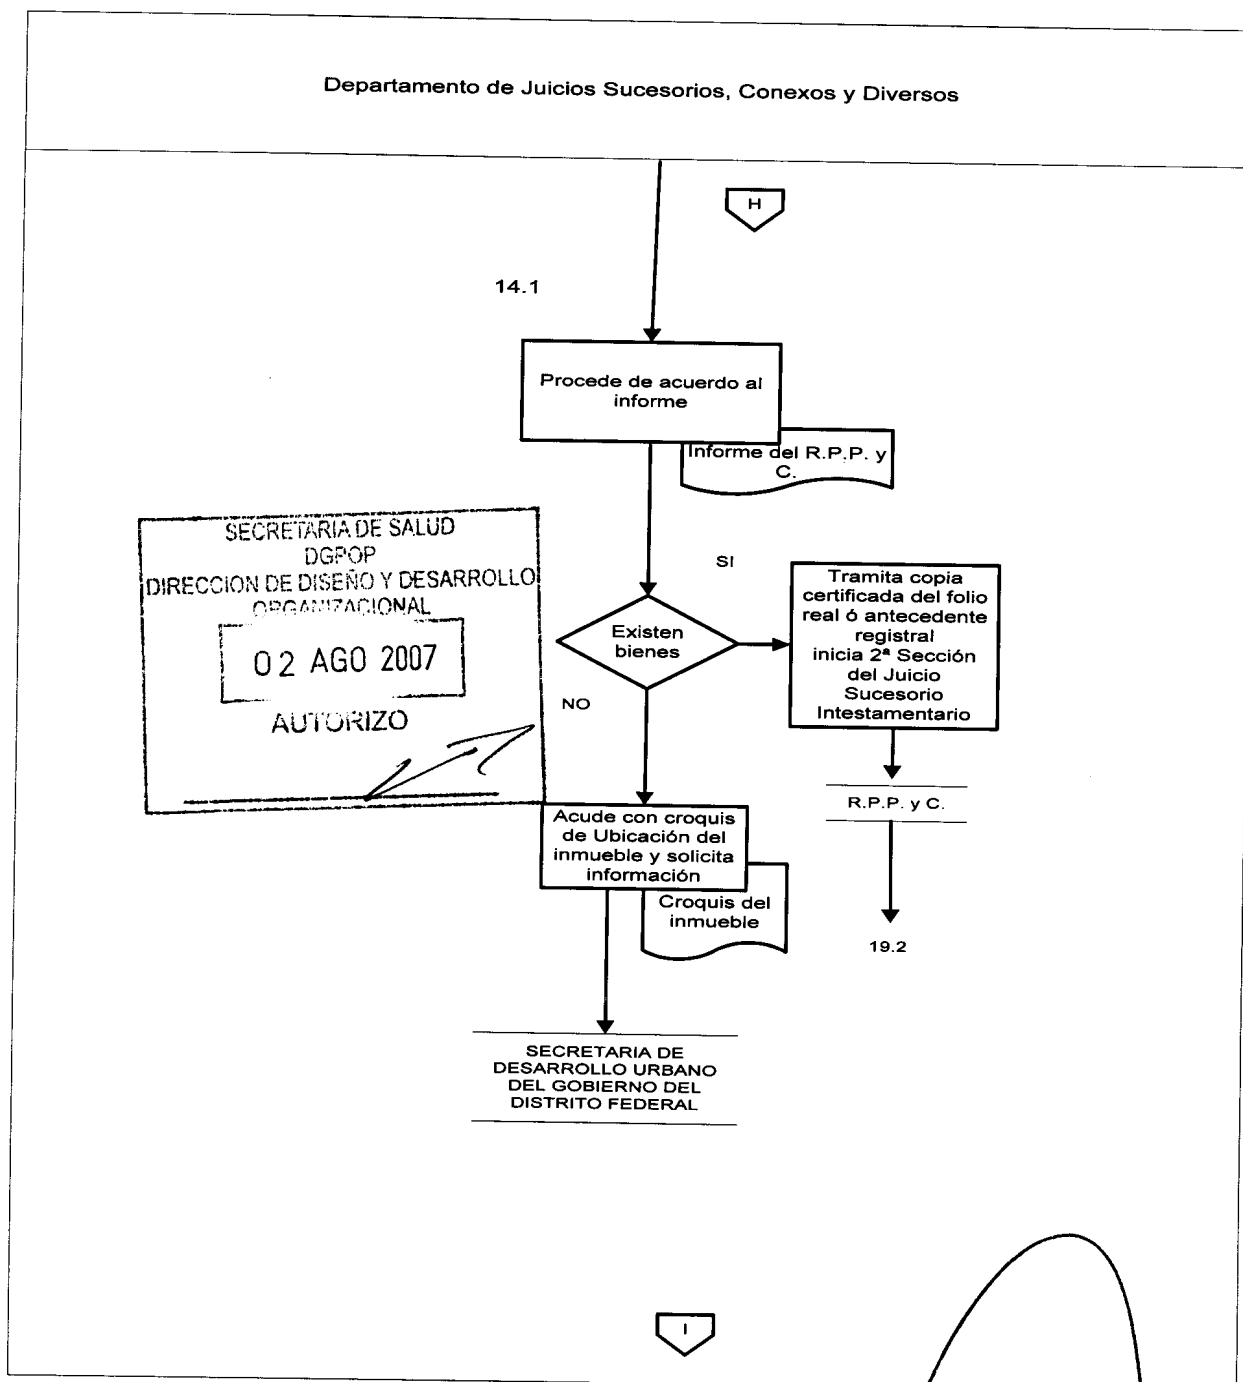 Departamento de Juicios Sucesorios, Conexos y Diversos
H
14.1
Procede de acuerdo al
informe
Informe del R.P.P. y
C.
SECRETARIA DE SALUD
DGPOP
DIRECCION DE DISEÑO Y DESARROLLO
ORGANIZACIONAL
02 AGO 2007
AUTORIZO
SI
Existen
bienes
NO
Tramita copia
certificada del folio
real ó antecedente
registral
inicia 2ª Sección
del Juicio
Sucesorio
Intestamentario
R.P.P. y C.
19.2
Acude con croquis
de Ubicación del
inmueble y solicita
información
Croquis del
inmueble
SECRETARIA DE
DESARROLLO URBANO
DEL GOBIERNO DEL
DISTRITO FEDERAL
I